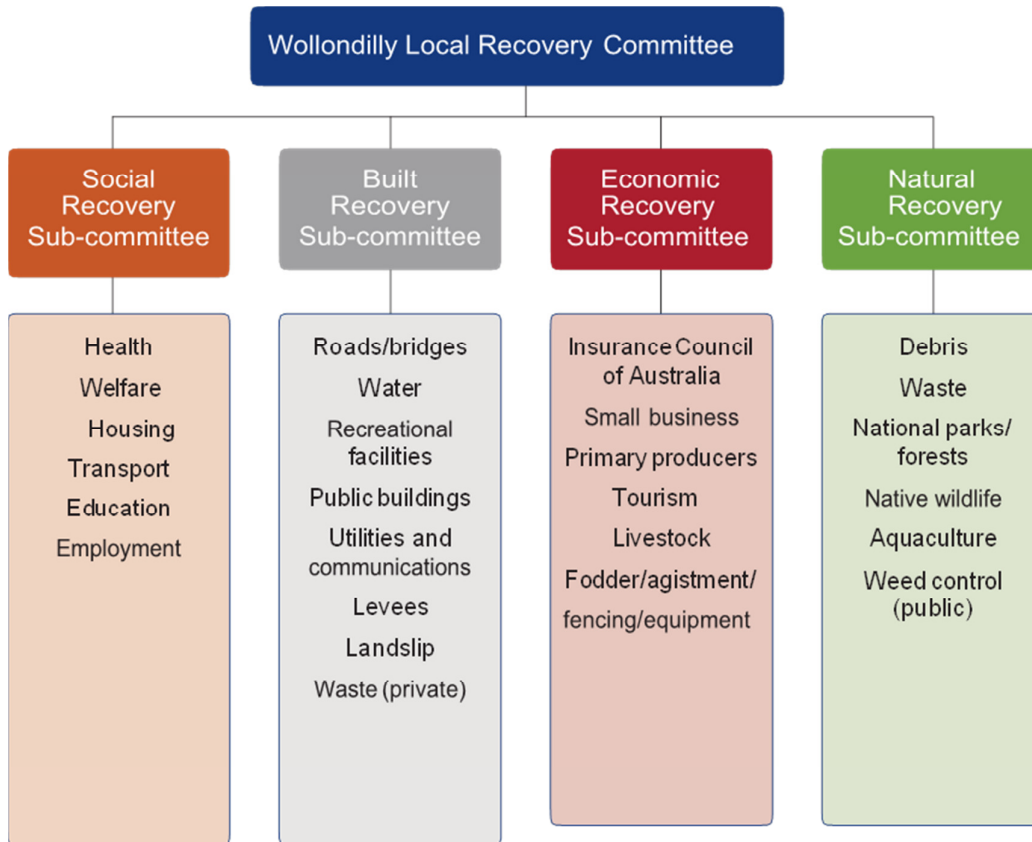 Wollondilly Local Recovery Committee
Social
Recovery
Sub-committee
Built
Recovery
Sub-committee
Economic
Recovery
Sub-committee
Natural
Recovery
Sub-committee
Health
Welfare
Housing
Transport
Education
Employment
Roads/bridges
Water
Recreational
facilities
Public buildings
Utilities and
communications
Levees
Landslip
Waste (private)
Insurance Council
of Australia
Small business
Primary producers
Tourism
Livestock
Fodder/agistment/
fencing/equipment
Debris
Waste
National parks/
forests
Native wildlife
Aquaculture
Weed control
(public)